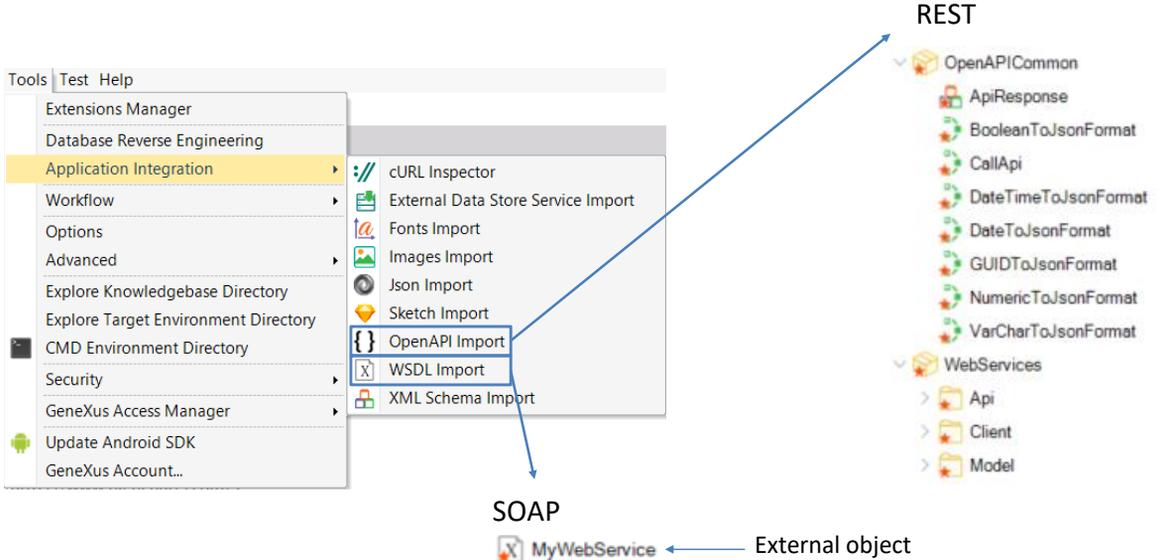 REST
Tools Test Help
Extensions Manager
Database Reverse Engineering
Application Integration
Workflow
Options
Advanced
Explore Knowledgebase Directory
Explore Target Environment Directory
CMD Environment Directory
Security
GeneXus Access Manager
Update Android SDK
GeneXus Account...
cURL Inspector
External Data Store Service Import
Fonts Import
Images Import
Json Import
Sketch Import
OpenAPI Import
WSDL Import
XML Schema Import
OpenAPICommon
ApiResponse
BooleanToJsonFormat
CallApi
DateTimeToJsonFormat
DateToJsonFormat
GUIDToJsonFormat
NumericToJsonFormat
VarCharToJsonFormat
WebServices
Api
Client
Model
SOAP
MyWebService
External object